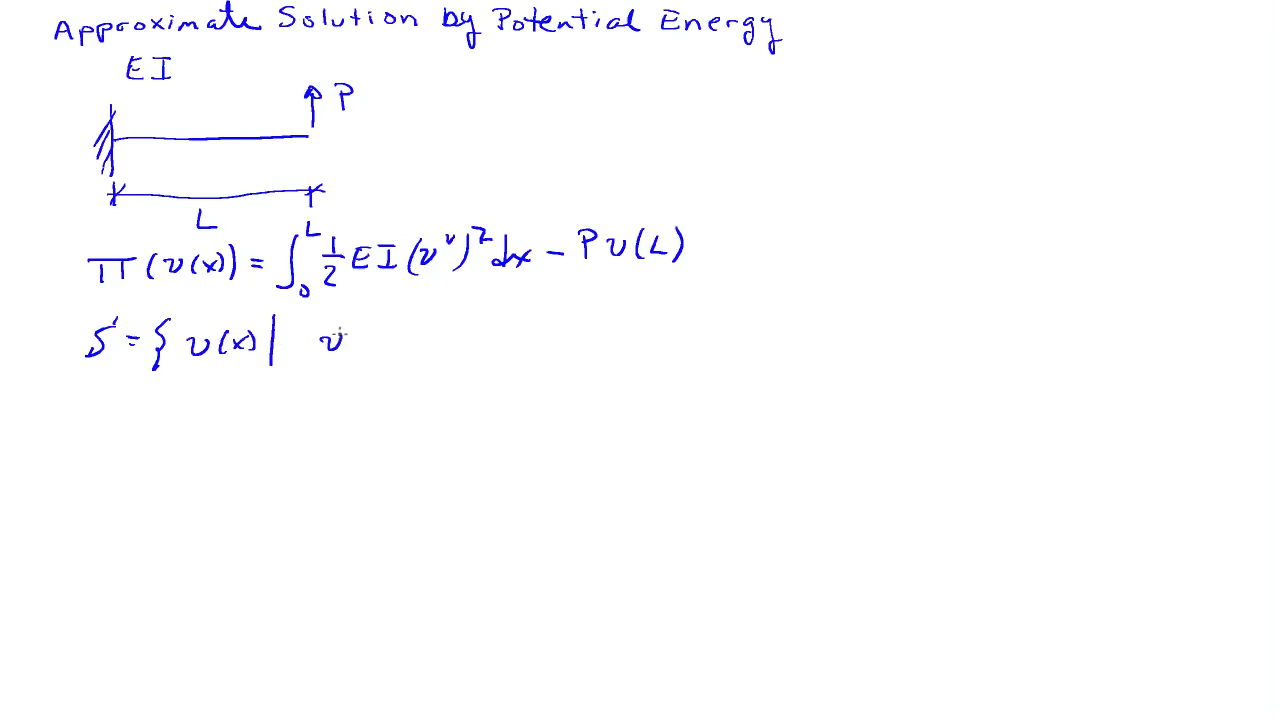 Approximate Solution by Potential Energy
EI
P
L
Π(v(x)) = ∫₀ᴸ ½ EI (v'')² dx - P v(L)
S = { v(x) | v